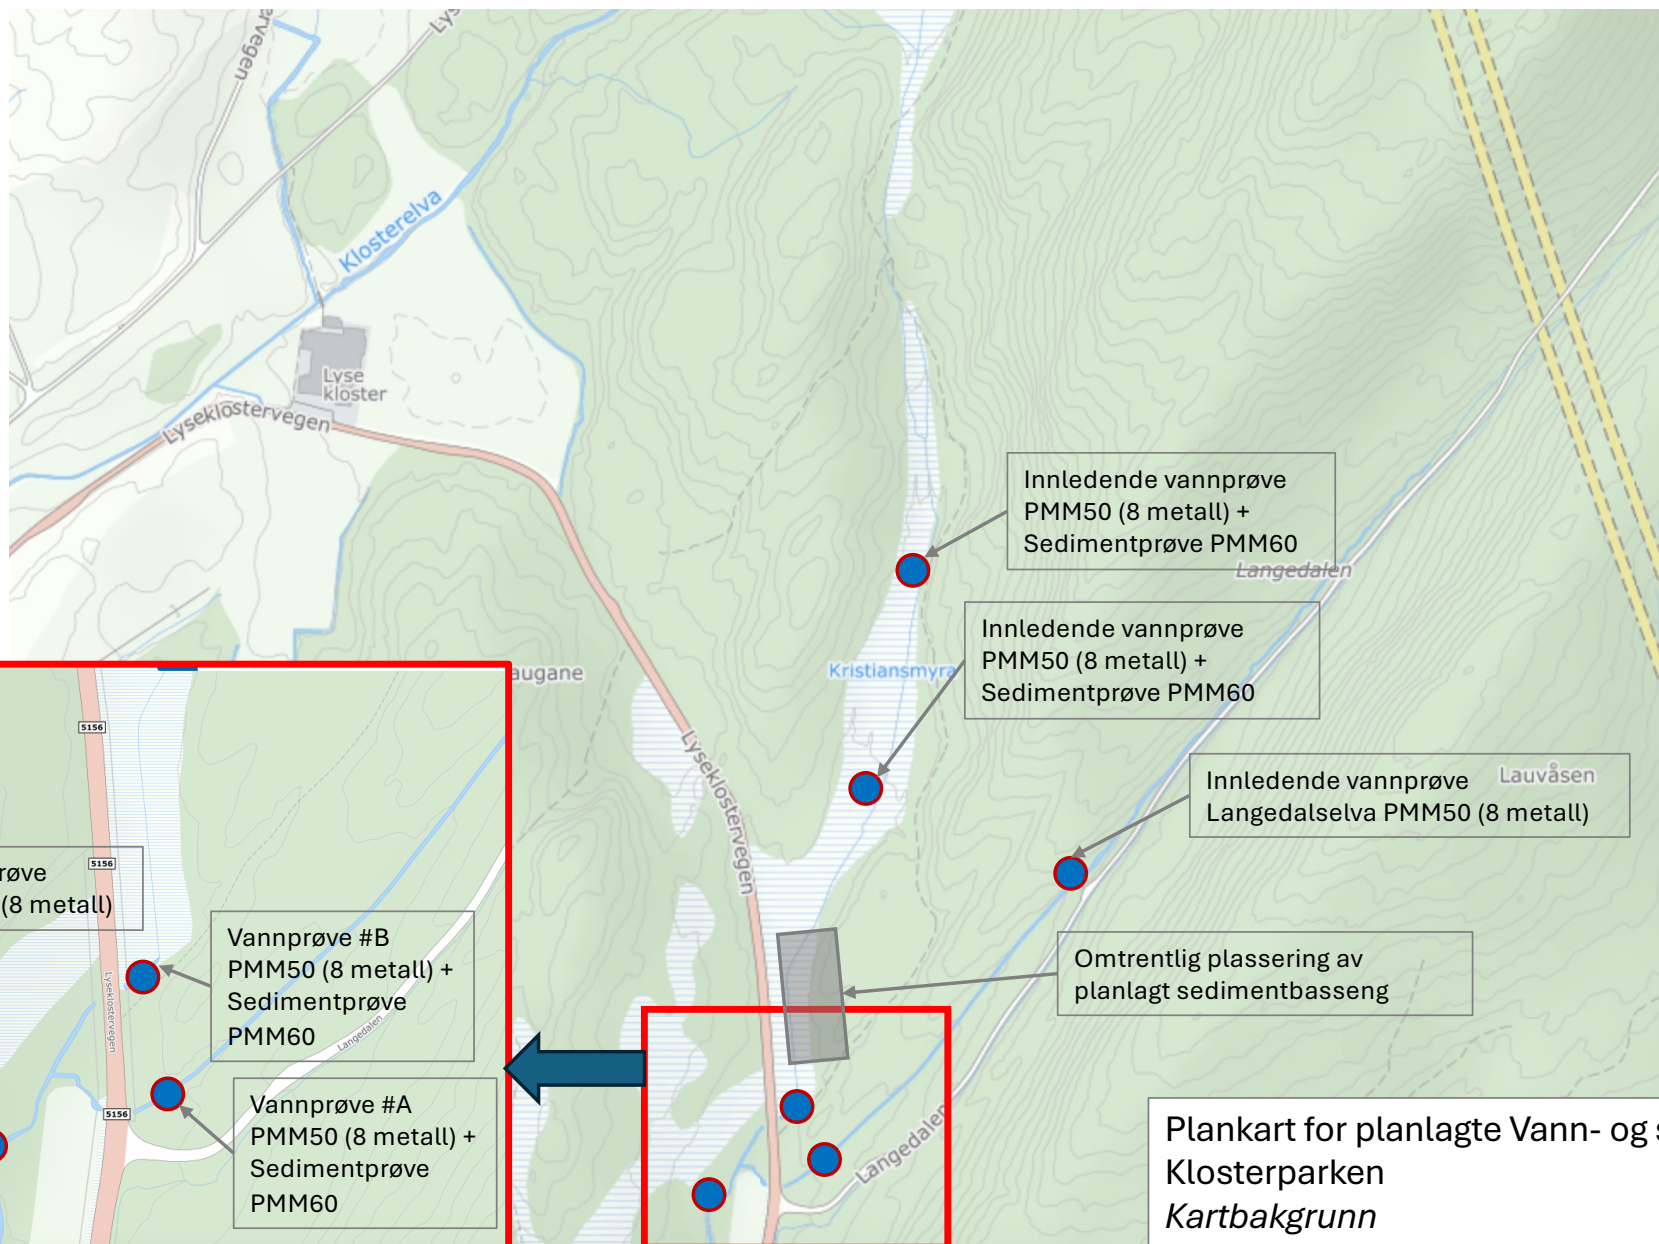 Klosterelva
Lyse
kloster
Lyseklostervegen
Innledende vannprøve
PMM50 (8 metall) +
Sedimentprøve PMM60
Langedalen
Innledende vannprøve
PMM50 (8 metall) +
Sedimentprøve PMM60
Kristiansmyra
augane
Lyseklostervegen
Innledende vannprøve
Langedalselva PMM50 (8 metall)
Lauvåsen
Omtrentlig plassering av
planlagt sedimentbasseng
5156
5156
røve
(8 metall)
Vannprøve #B
PMM50 (8 metall) +
Sedimentprøve
PMM60
Lyseklostervegen
Langedalen
5156
Vannprøve #A
PMM50 (8 metall) +
Sedimentprøve
PMM60
Langedalen
Plankart for planlagte Vann- og s
Klosterparken
Kartbakgrunn